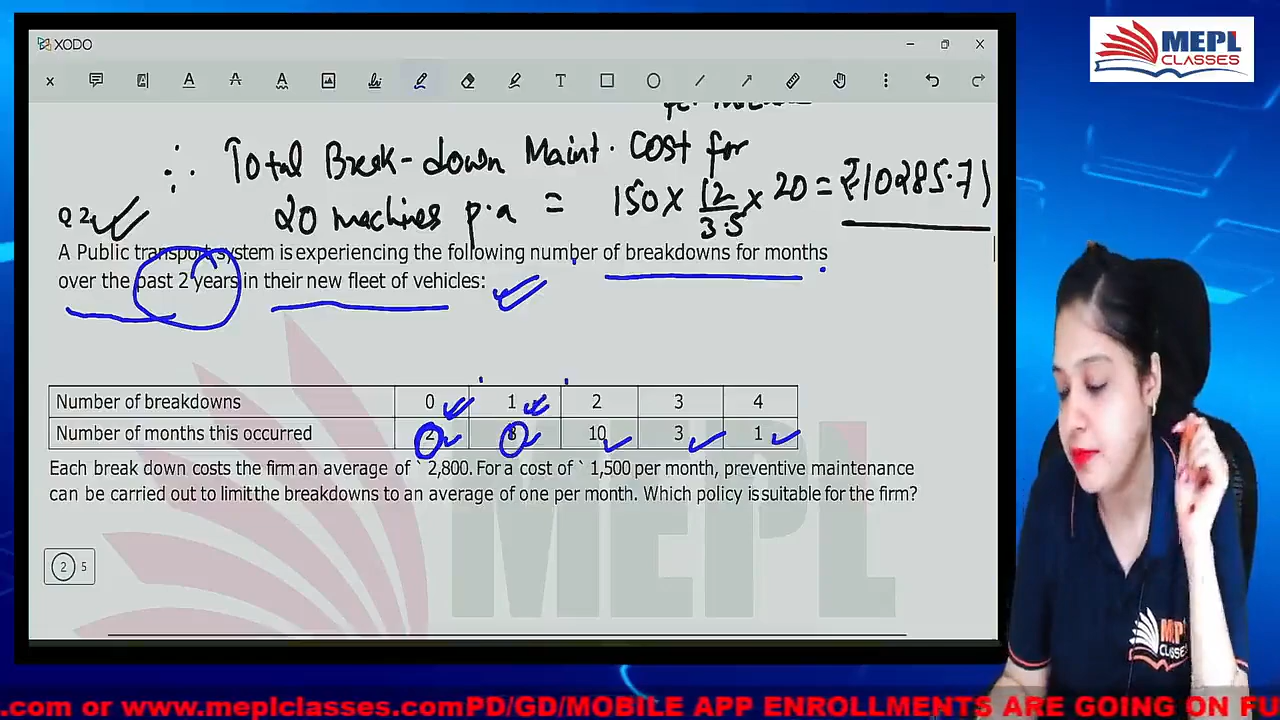 XODO
MEPL
CLASSES
∴ Total Break-down Maint. Cost for
20 machines p.a = 150 x 12/3.5 x 20 = ₹10285.71
Q 2
A Public transport system is experiencing the following number of breakdowns for months
over the past 2 years in their new fleet of vehicles:
Number of breakdowns 0 1 2 3 4
Number of months this occurred 2 8 10 3 1
Each break down costs the firm an average of ` 2,800. For a cost of ` 1,500 per month, preventive maintenance
can be carried out to limit the breakdowns to an average of one per month. Which policy is suitable for the firm?
2 5
MEPL
MEPL
CLASSES
.com or www.meplclasses.comPD/GD/MOBILE APP ENROLLMENTS ARE GOING ON FU